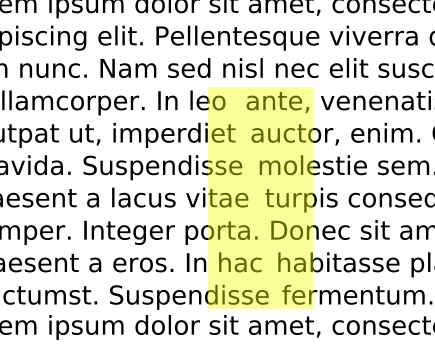 em ipsum dolor sit amet, consecte
piscing elit. Pellentesque viverra
n nunc. Nam sed nisl nec elit susc
llamcorper. In leo ante, venenati
utpat ut, imperdiet auctor, enim.
avida. Suspendisse molestie sem.
aesent a lacus vitae turpis conseq
mper. Integer porta. Donec sit am
aesent a eros. In hac habitasse pl
ctumst. Suspendisse fermentum.
em ipsum dolor sit amet, consecte